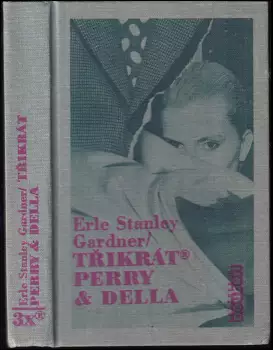 Erle Stanley
Gardner/
TŘIKRÁT®
PERRY
& DELLA
3x®
Erle Stanley
Gardner/ TŘIKRÁT
PERRY & DELLA